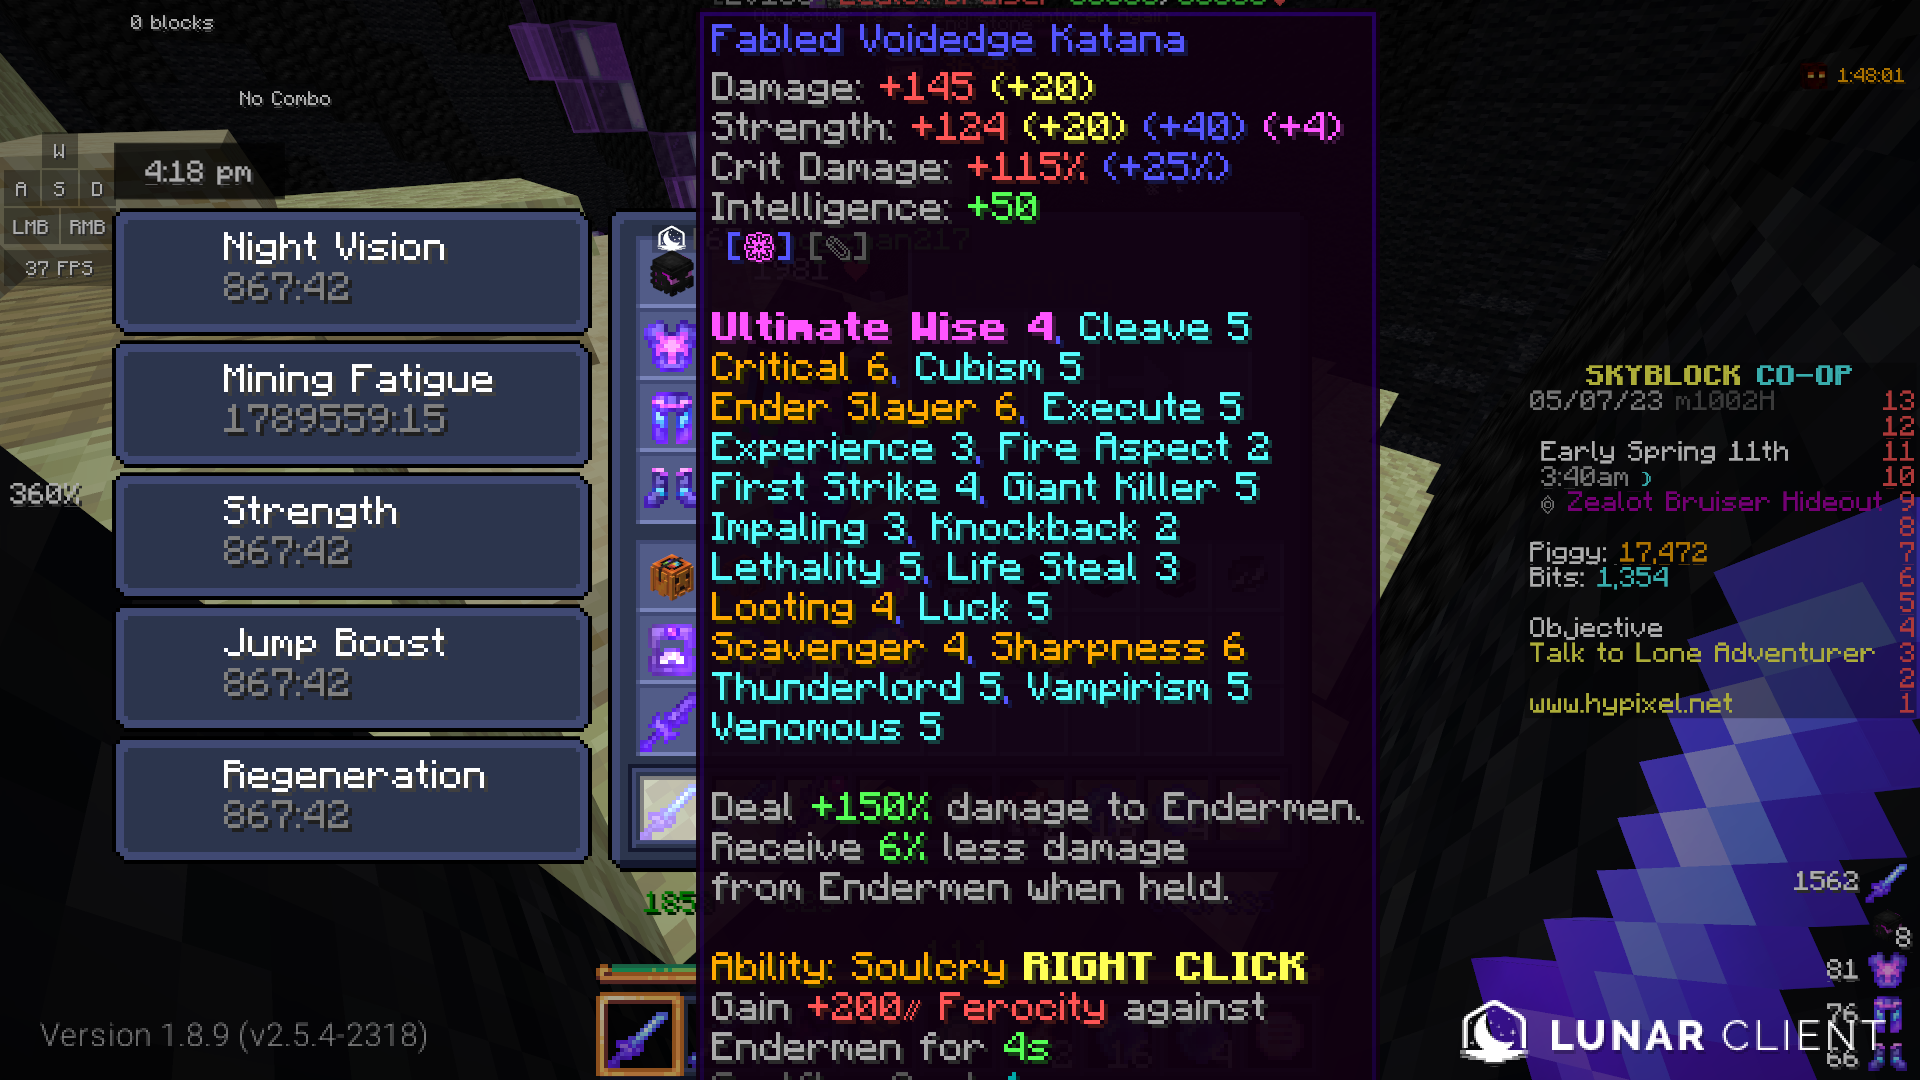 0 blocks
No Combo
W
A S D
LMB RMB
37 FPS
4:18 pm
360%
Night Vision
867:42
Mining Fatigue
1789559:15
Strength
867:42
Jump Boost
867:42
Regeneration
867:42
Version 1.8.9 (v2.5.4-2318)
185
Fabled Voidedge Katana
Damage: +145 (+20)
Strength: +124 (+20) (+40) (+4)
Crit Damage: +115% (+25%)
Intelligence: +50
Ultimate Wise 4, Cleave 5
Critical 6, Cubism 5
Ender Slayer 6, Execute 5
Experience 3, Fire Aspect 2
First Strike 4, Giant Killer 5
Impaling 3, Knockback 2
Lethality 5, Life Steal 3
Looting 4, Luck 5
Scavenger 4, Sharpness 6
Thunderlord 5, Vampirism 5
Venomous 5
Deal +150% damage to Endermen.
Receive 6% less damage
from Endermen when held.
Ability: Soulcry RIGHT CLICK
Gain +200 Ferocity against
Endermen for 4s
1:48:01
SKYBLOCK CO-OP
05/07/23 m1002H 13
12
Early Spring 11th 11
3:40am 10
Zealot Bruiser Hideout 9
8
Piggy: 17,472 7
Bits: 1,354 6
5
Objective 4
Talk to Lone Adventurer 3
2
www.hypixel.net 1
1562
8
81
76
66
LUNAR CLIENT